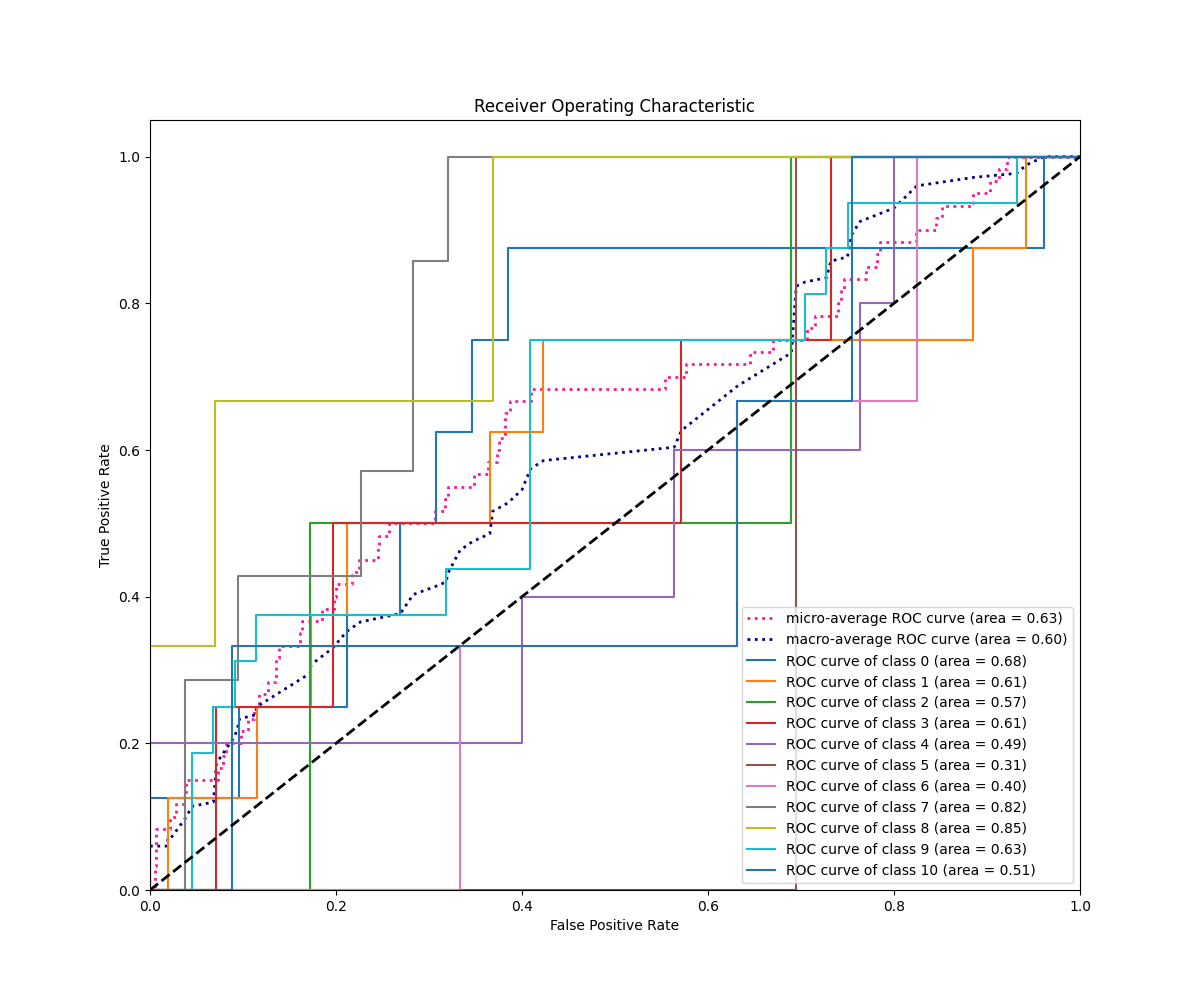 Receiver Operating Characteristic
True Positive Rate
1.0
0.8
0.6
0.4
0.2
0.0
micro-average ROC curve (area = 0.63)
macro-average ROC curve (area = 0.60)
ROC curve of class 0 (area = 0.68)
ROC curve of class 1 (area = 0.61)
ROC curve of class 2 (area = 0.57)
ROC curve of class 3 (area = 0.61)
ROC curve of class 4 (area = 0.49)
ROC curve of class 5 (area = 0.31)
ROC curve of class 6 (area = 0.40)
ROC curve of class 7 (area = 0.82)
ROC curve of class 8 (area = 0.85)
ROC curve of class 9 (area = 0.63)
ROC curve of class 10 (area = 0.51)
0.0 0.2 0.4 0.6 0.8 1.0
False Positive Rate